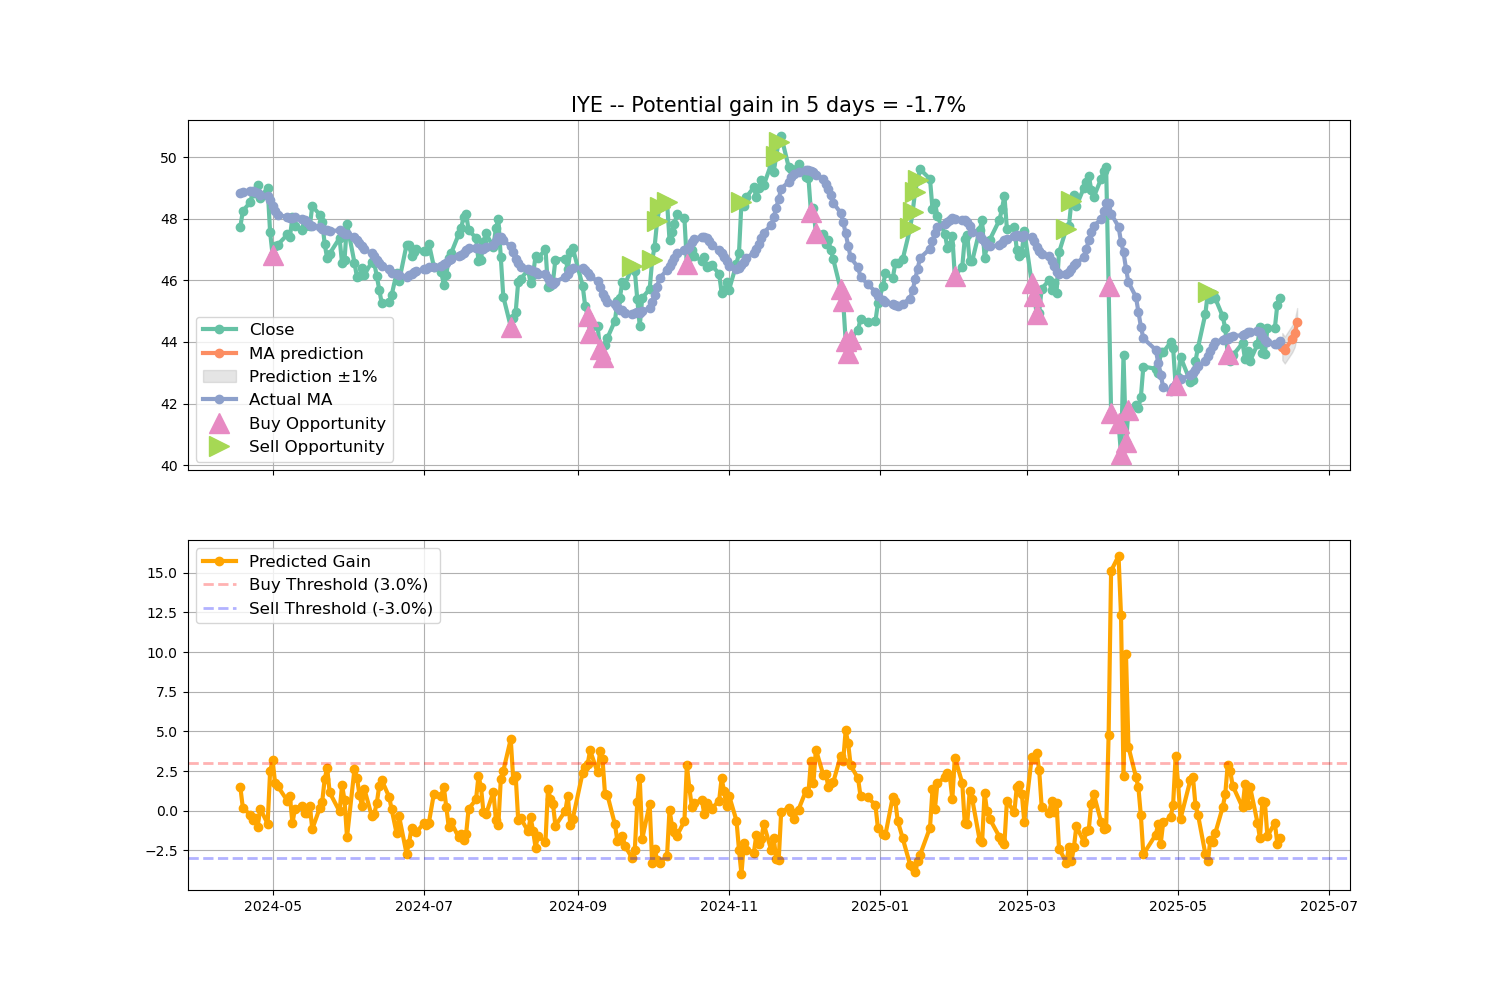 IYE -- Potential gain in 5 days = -1.7%
50
48
46
44
42
40
Close
MA prediction
Prediction ±1%
Actual MA
Buy Opportunity
Sell Opportunity
15.0
12.5
10.0
7.5
5.0
2.5
0.0
−2.5
Predicted Gain
Buy Threshold (3.0%)
Sell Threshold (-3.0%)
2024-05
2024-07
2024-09
2024-11
2025-01
2025-03
2025-05
2025-07